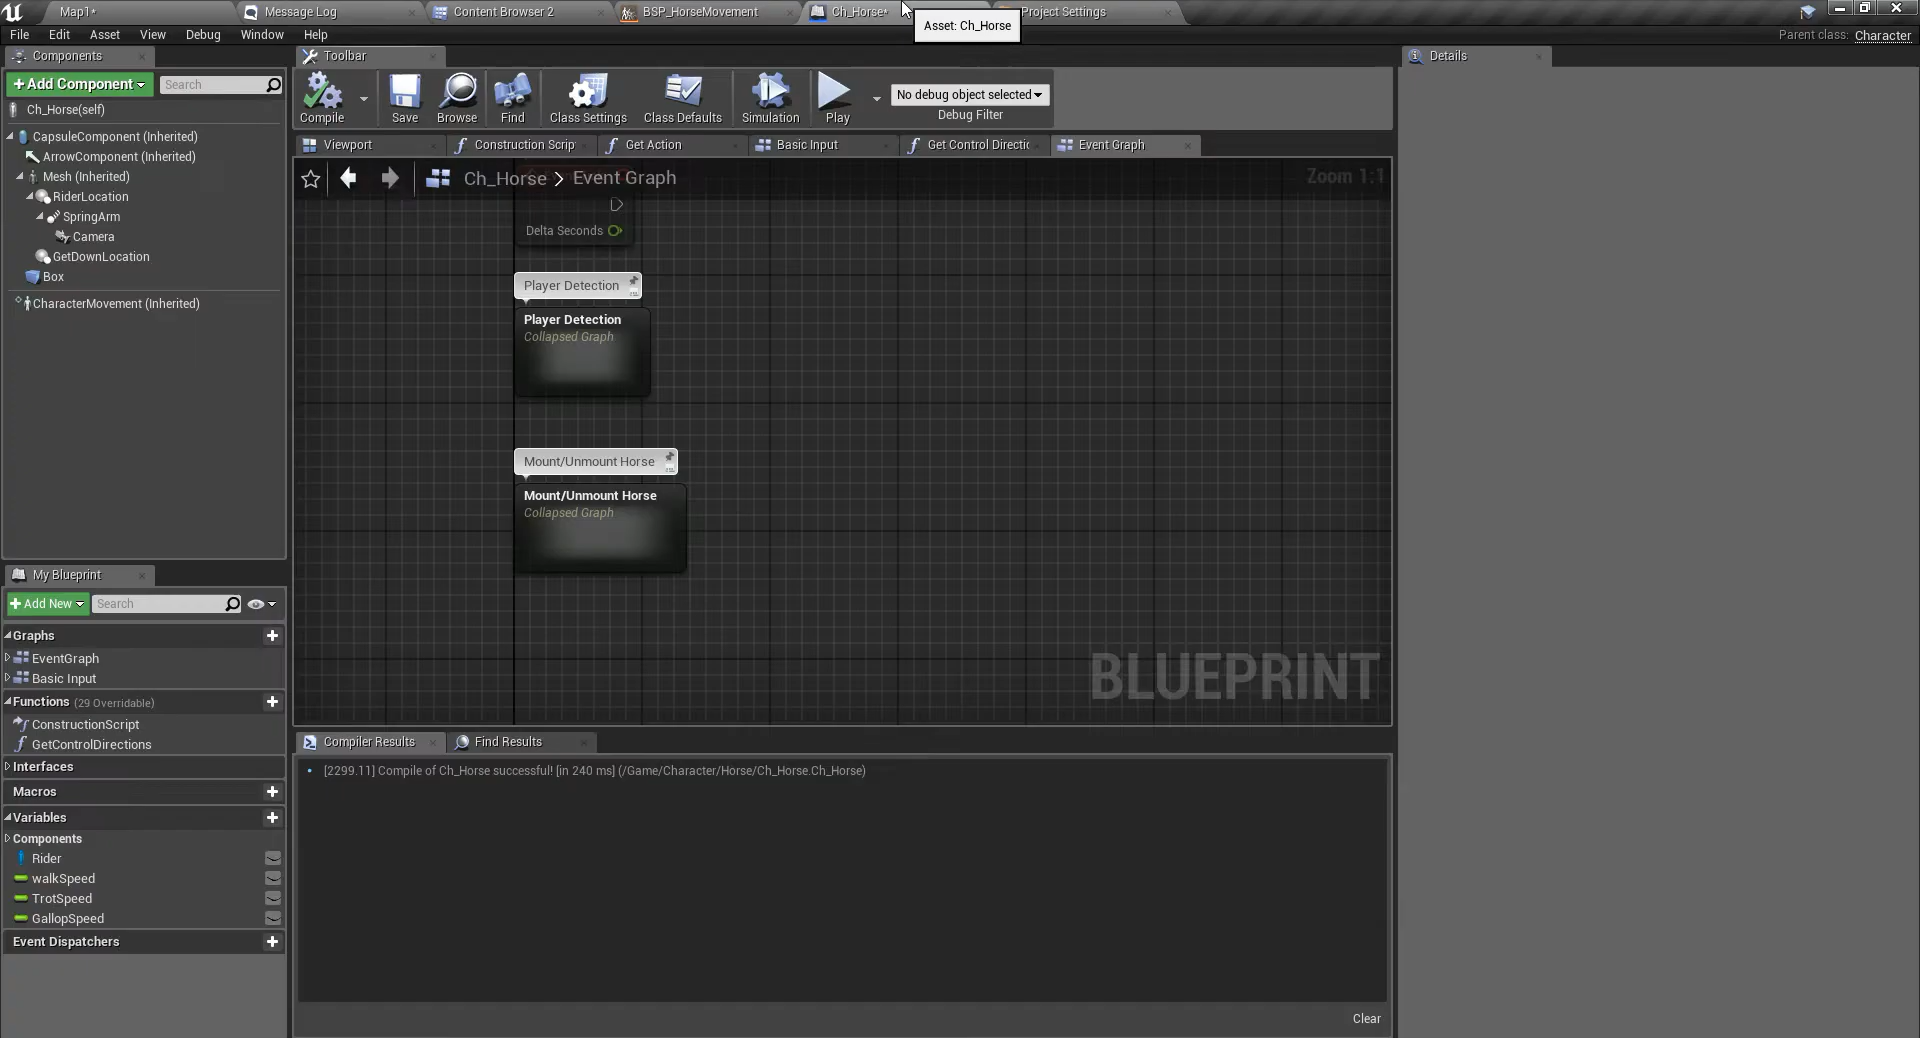 Map1*
Message Log
Content Browser 2
BSP_HorseMovement
Ch_Horse*
Project Settings
Asset: Ch_Horse
File Edit Asset View Debug Window Help
Parent class: Character
Components
Toolbar
Details
+Add Component
Search
Ch_Horse(self)
CapsuleComponent (Inherited)
ArrowComponent (Inherited)
Mesh (Inherited)
RiderLocation
SpringArm
Camera
GetDownLocation
Box
CharacterMovement (Inherited)
Compile
Save
Browse
Find
Class Settings
Class Defaults
Simulation
Play
No debug object selected
Debug Filter
Viewport
Construction Scrip
Get Action
Basic Input
Get Control Directic
Event Graph
Ch_Horse > Event Graph
Zoom 1:1
Delta Seconds
Player Detection
Player Detection
Collapsed Graph
Mount/Unmount Horse
Mount/Unmount Horse
Collapsed Graph
BLUEPRINT
My Blueprint
+Add New
Search
Graphs
EventGraph
Basic Input
Functions (29 Overridable)
ConstructionScript
GetControlDirections
Interfaces
Macros
Variables
Components
Rider
walkSpeed
TrotSpeed
GallopSpeed
Event Dispatchers
Compiler Results
Find Results
[2299.11] Compile of Ch_Horse successful! [in 240 ms] (/Game/Character/Horse/Ch_Horse.Ch_Horse)
Clear